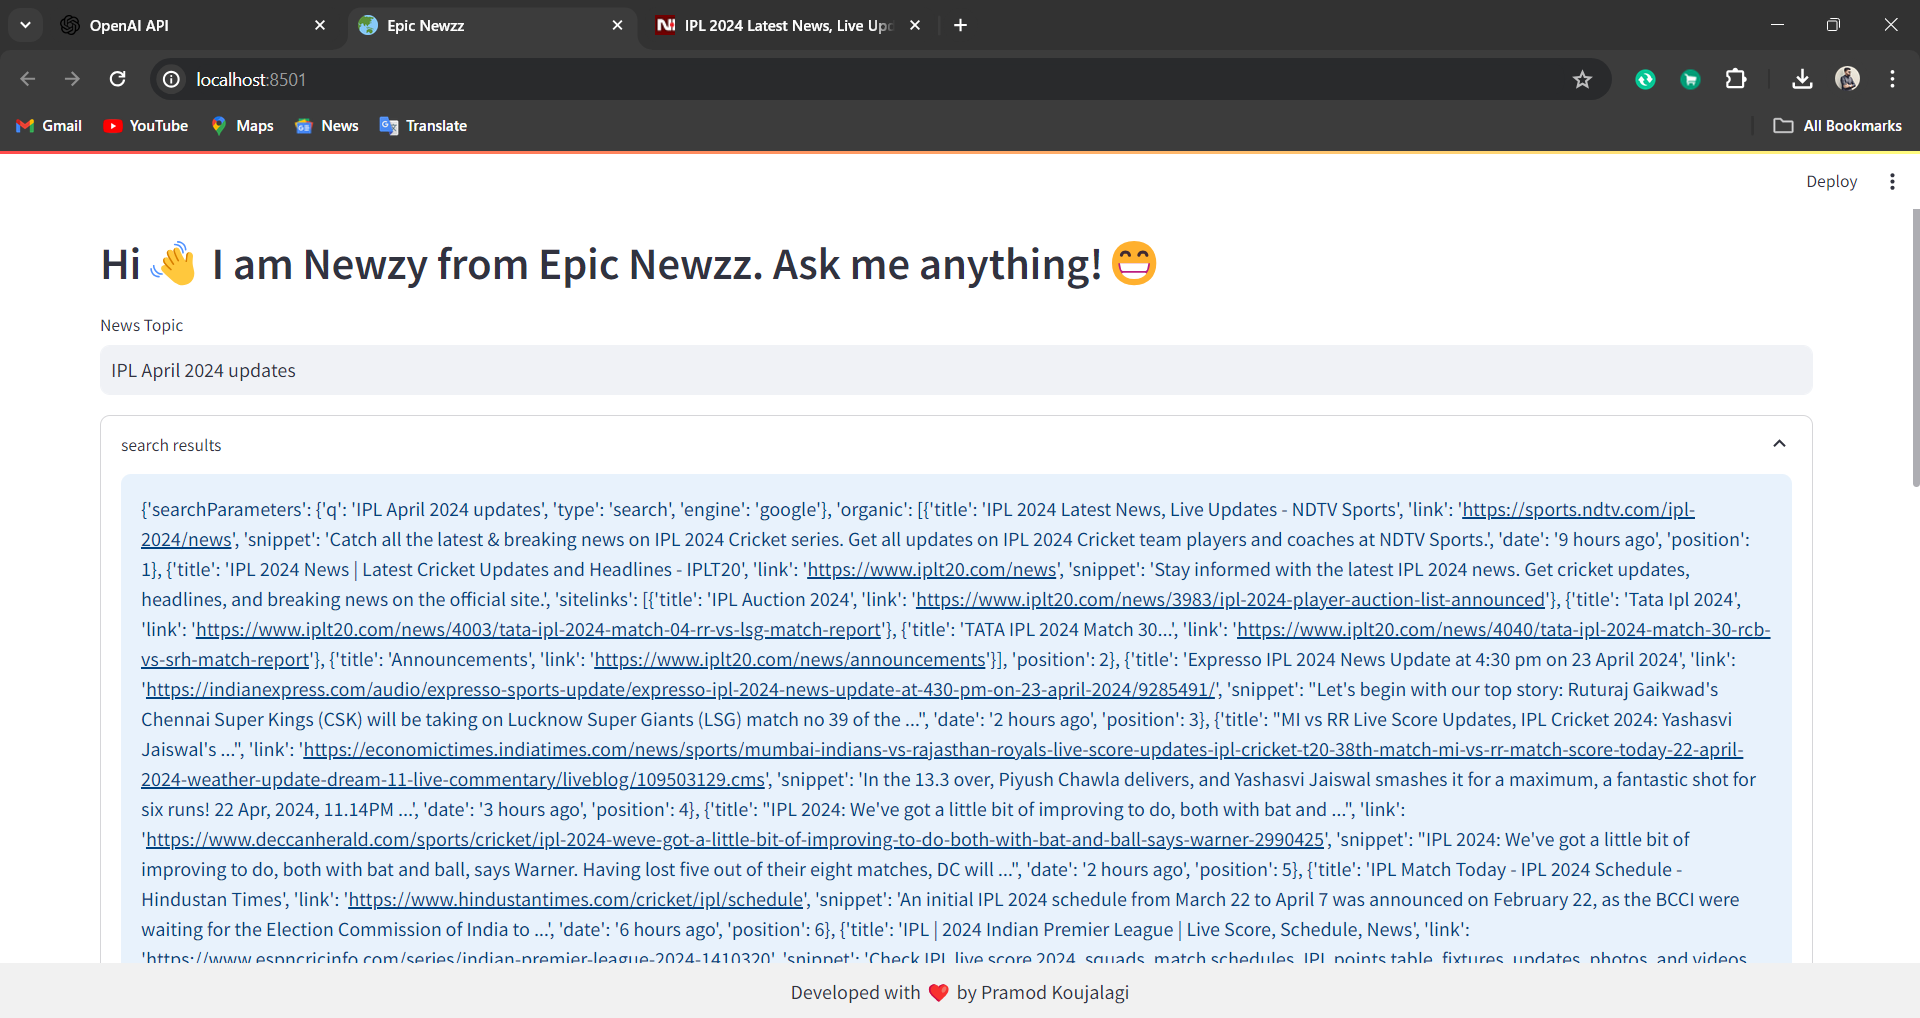 OpenAI API
Epic Newzz
IPL 2024 Latest News, Live Upd
localhost:8501
Gmail
YouTube
Maps
News
Translate
All Bookmarks
Deploy
Hi 👋 I am Newzy from Epic Newzz. Ask me anything! 😁
News Topic
IPL April 2024 updates
search results
{'searchParameters': {'q': 'IPL April 2024 updates', 'type': 'search', 'engine': 'google'}, 'organic': [{'title': 'IPL 2024 Latest News, Live Updates - NDTV Sports', 'link': 'https://sports.ndtv.com/ipl-
2024/news', 'snippet': 'Catch all the latest & breaking news on IPL 2024 Cricket series. Get all updates on IPL 2024 Cricket team players and coaches at NDTV Sports.', 'date': '9 hours ago', 'position':
1}, {'title': 'IPL 2024 News | Latest Cricket Updates and Headlines - IPLT20', 'link': 'https://www.iplt20.com/news', 'snippet': 'Stay informed with the latest IPL 2024 news. Get cricket updates,
headlines, and breaking news on the official site.', 'sitelinks': [{'title': 'IPL Auction 2024', 'link': 'https://www.iplt20.com/news/3983/ipl-2024-player-auction-list-announced'}, {'title': 'Tata Ipl 2024',
'link': 'https://www.iplt20.com/news/4003/tata-ipl-2024-match-04-rr-vs-lsg-match-report'}, {'title': 'TATA IPL 2024 Match 30...', 'link': 'https://www.iplt20.com/news/4040/tata-ipl-2024-match-30-rcb-
vs-srh-match-report'}, {'title': 'Announcements', 'link': 'https://www.iplt20.com/news/announcements'}], 'position': 2}, {'title': 'Expresso IPL 2024 News Update at 4:30 pm on 23 April 2024', 'link':
'https://indianexpress.com/audio/expresso-sports-update/expresso-ipl-2024-news-update-at-430-pm-on-23-april-2024/9285491/', 'snippet': "Let's begin with our top story: Ruturaj Gaikwad's
Chennai Super Kings (CSK) will be taking on Lucknow Super Giants (LSG) match no 39 of the ...", 'date': '2 hours ago', 'position': 3}, {'title': "MI vs RR Live Score Updates, IPL Cricket 2024: Yashasvi
Jaiswal's ...", 'link': 'https://economictimes.indiatimes.com/news/sports/mumbai-indians-vs-rajasthan-royals-live-score-updates-ipl-cricket-t20-38th-match-mi-vs-rr-match-score-today-22-april-
2024-weather-update-dream-11-live-commentary/liveblog/109503129.cms', 'snippet': 'In the 13.3 over, Piyush Chawla delivers, and Yashasvi Jaiswal smashes it for a maximum, a fantastic shot for
six runs! 22 Apr, 2024, 11.14PM ...', 'date': '3 hours ago', 'position': 4}, {'title': "IPL 2024: We've got a little bit of improving to do, both with bat and ...", 'link':
'https://www.deccanherald.com/sports/cricket/ipl-2024-weve-got-a-little-bit-of-improving-to-do-both-with-bat-and-ball-says-warner-2990425', 'snippet': "IPL 2024: We've got a little bit of
improving to do, both with bat and ball, says Warner. Having lost five out of their eight matches, DC will ...", 'date': '2 hours ago', 'position': 5}, {'title': 'IPL Match Today - IPL 2024 Schedule -
Hindustan Times', 'link': 'https://www.hindustantimes.com/cricket/ipl/schedule', 'snippet': 'An initial IPL 2024 schedule from March 22 to April 7 was announced on February 22, as the BCCI were
waiting for the Election Commission of India to ...', 'date': '6 hours ago', 'position': 6}, {'title': 'IPL | 2024 Indian Premier League | Live Score, Schedule, News', 'link':
'https://www.espncricinfo.com/series/indian-premier-league-2024-1410320', 'snippet': 'Check IPL live score 2024, squads, match schedules, IPL points table, fixtures, updates, photos, and videos
Developed with ❤️ by Pramod Koujalagi